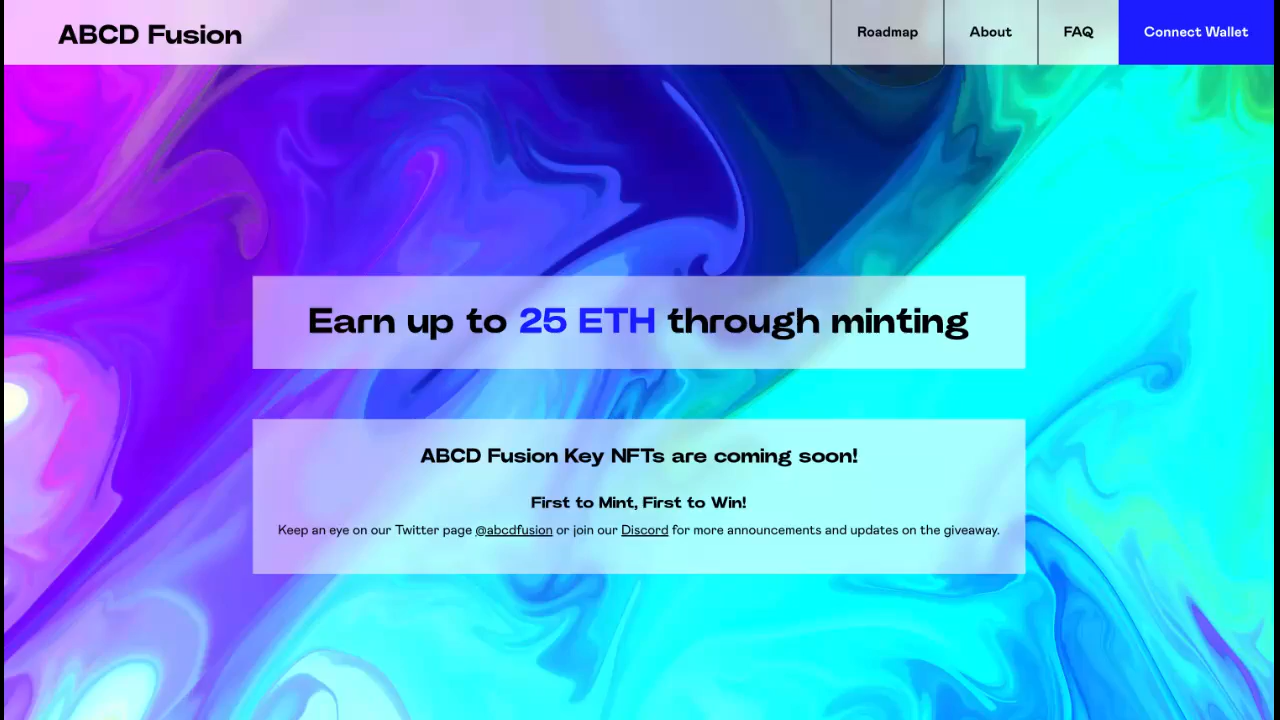 ABCD Fusion
Roadmap
About
FAQ
Connect Wallet
Earn up to 25 ETH through minting
ABCD Fusion Key NFTs are coming soon!
First to Mint, First to Win!
Keep an eye on our Twitter page @abcdfusion or join our Discord for more announcements and updates on the giveaway.